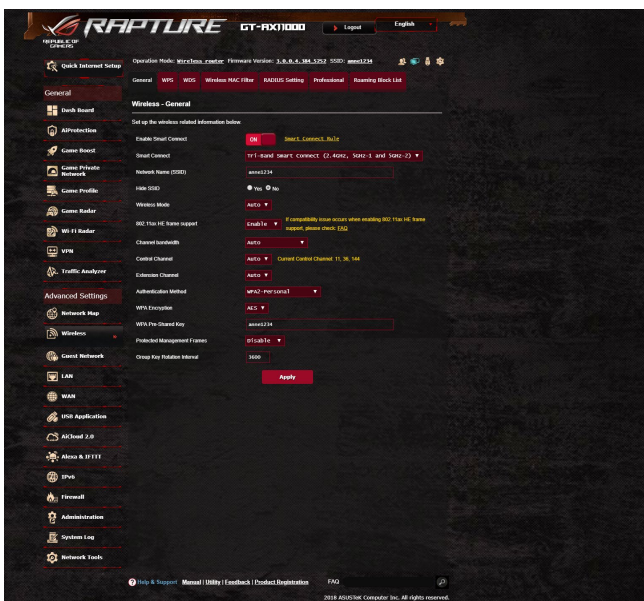 REPUBLIC OF GAMERS
RAPTURE GT-AX11000 Logout English
Quick Internet Setup
General
Dash Board
AiProtection
Game Boost
Game Private Network
Game Profile
Game Radar
Wi-Fi Radar
VPN
Traffic Analyzer
Advanced Settings
Network Map
Wireless
Guest Network
LAN
WAN
USB Application
AiCloud 2.0
Alexa & IFTTT
IPv6
Firewall
Administration
System Log
Network Tools
Operation Mode: Wireless router Firmware Version: 3.0.0.4.384_5252 SSID: anne1234
General WPS WDS Wireless MAC Filter RADIUS Setting Professional Roaming Block List
Wireless - General
Set up the wireless related information below.
Enable Smart Connect ON Smart Connect Rule
Smart Connect Tri-Band Smart Connect (2.4GHz, 5GHz-1 and 5GHz-2)
Network Name (SSID) anne1234
Hide SSID Yes No
Wireless Mode Auto
802.11ax HE frame support Enable If compatibility issue occurs when enabling 802.11ax HE frame
support, please check: FAQ
Channel bandwidth Auto
Control Channel Auto Current Control Channel: 11, 36, 144
Extension Channel Auto
Authentication Method WPA2-Personal
WPA Encryption AES
WPA Pre-Shared Key anne1234
Protected Management Frames Disable
Group Key Rotation Interval 3600
Apply
Help & Support Manual | Utility | Feedback | Product Registration FAQ
2018 ASUSTeK Computer Inc. All rights reserved.